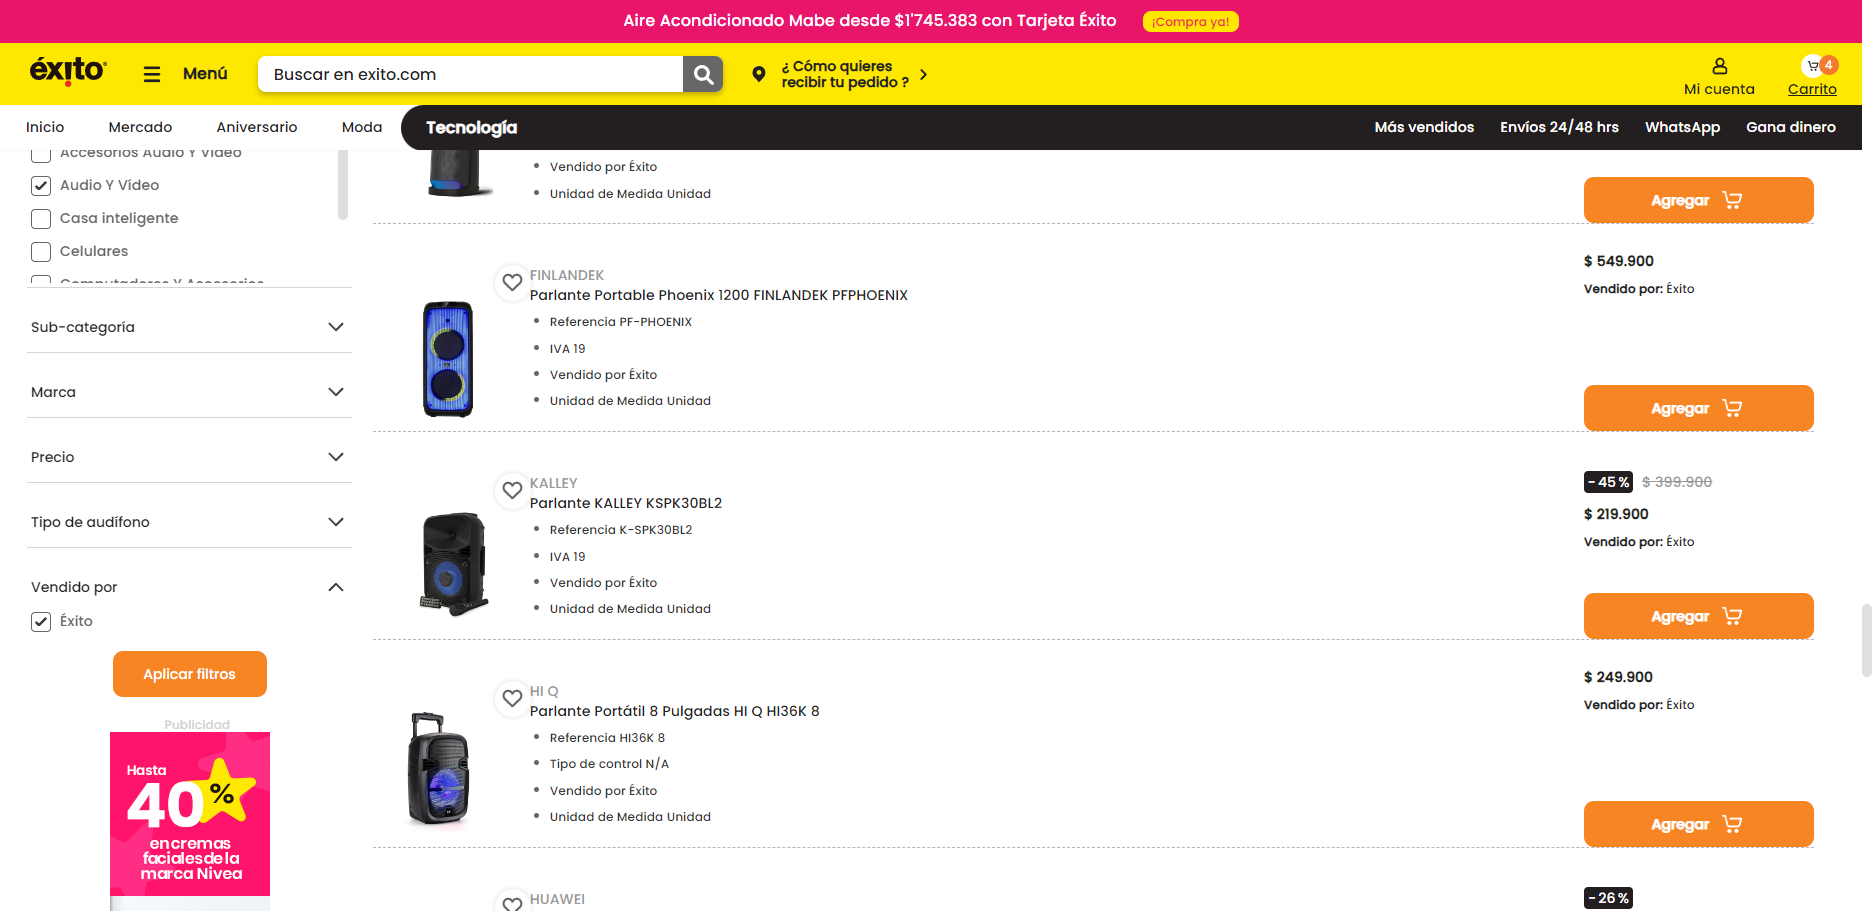 Aire Acondicionado Mabe desde $1'745.383 con Tarjeta Éxito
¡Compra ya!
éxito
Menú
Buscar en exito.com
¿ Cómo quieres
recibir tu pedido ?
Mi cuenta
4
Carrito
Inicio
Mercado
Aniversario
Moda
Tecnología
Más vendidos
Envíos 24/48 hrs
WhatsApp
Gana dinero
Accesorios Audio Y Video
Audio Y Vídeo
Casa inteligente
Celulares
Computadores Y Accesorios
Sub-categoría
Marca
Precio
Tipo de audífono
Vendido por
Éxito
Aplicar filtros
Publicidad
Hasta
40%
en cremas
faciales de la
marca Nivea
Vendido por Éxito
Unidad de Medida Unidad
Agregar
FINLANDEK
Parlante Portable Phoenix 1200 FINLANDEK PFPHOENIX
Referencia PF-PHOENIX
IVA 19
Vendido por Éxito
Unidad de Medida Unidad
$ 549.900
Vendido por: Éxito
Agregar
KALLEY
Parlante KALLEY KSPK30BL2
Referencia K-SPK30BL2
IVA 19
Vendido por Éxito
Unidad de Medida Unidad
-45% $ 399.900
$ 219.900
Vendido por: Éxito
Agregar
HI Q
Parlante Portátil 8 Pulgadas HI Q HI36K 8
Referencia HI36K 8
Tipo de control N/A
Vendido por Éxito
Unidad de Medida Unidad
$ 249.900
Vendido por: Éxito
Agregar
HUAWEI
-26%